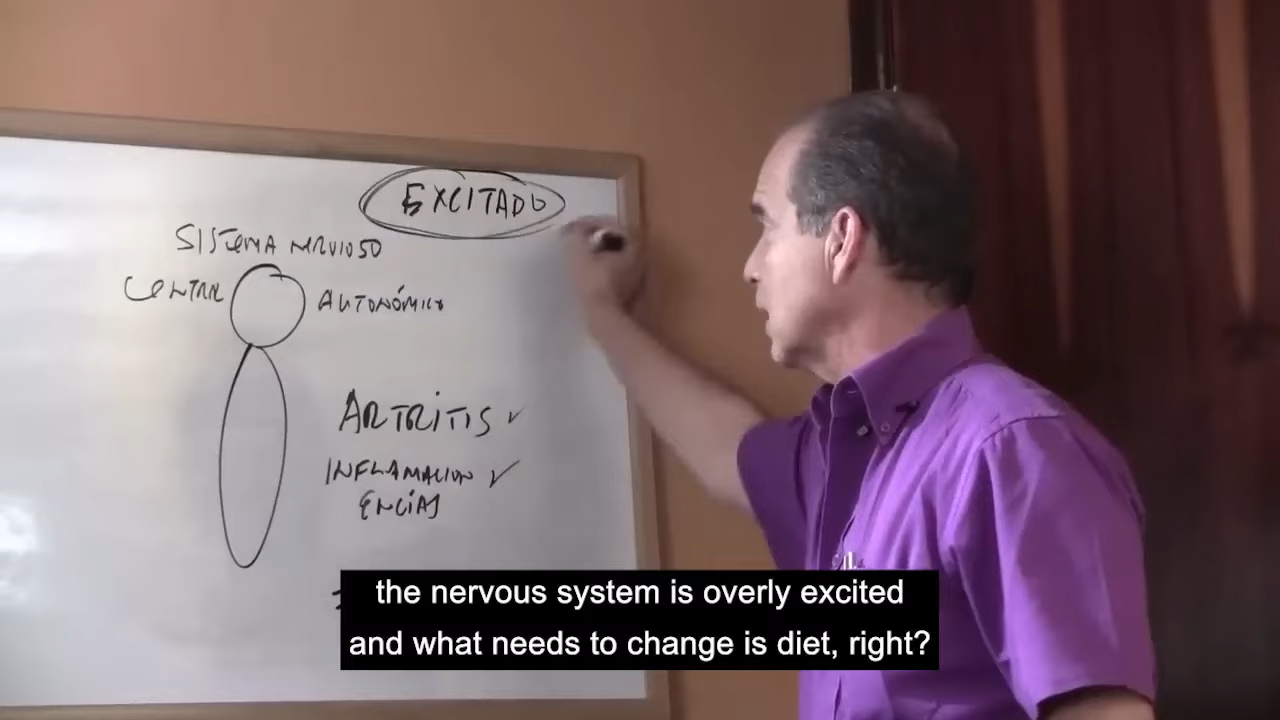 EXCITADO
SISTEMA NERVIOSO
CENTRAL
AUTONÓMICO
ARTRITIS ✓
INFLAMACION ✓
ENCÍAS
the nervous system is overly excited
and what needs to change is diet, right?